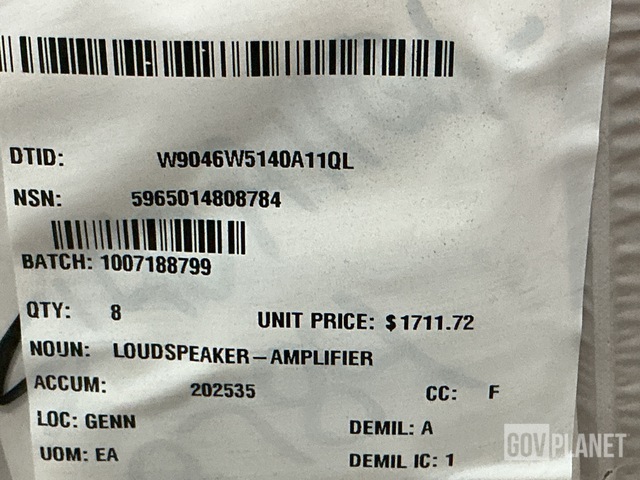 DTID: W9046W5140A11QL
NSN: 5965014808784
BATCH: 1007188799
QTY: 8 UNIT PRICE: $1711.72
NOUN: LOUDSPEAKER-AMPLIFIER
ACCUM: 202535 CC: F
LOC: GENN DEMIL: A
UOM: EA DEMIL IC: 1
GOVPLANET